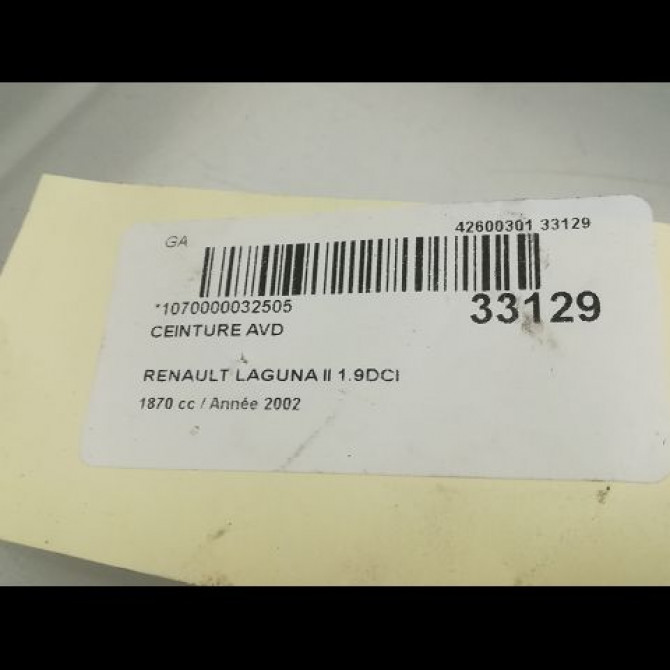 GA
42600301 33129
*1070000032505
33129
CEINTURE AVD
RENAULT LAGUNA II 1.9DCI
1870 cc / Année 2002